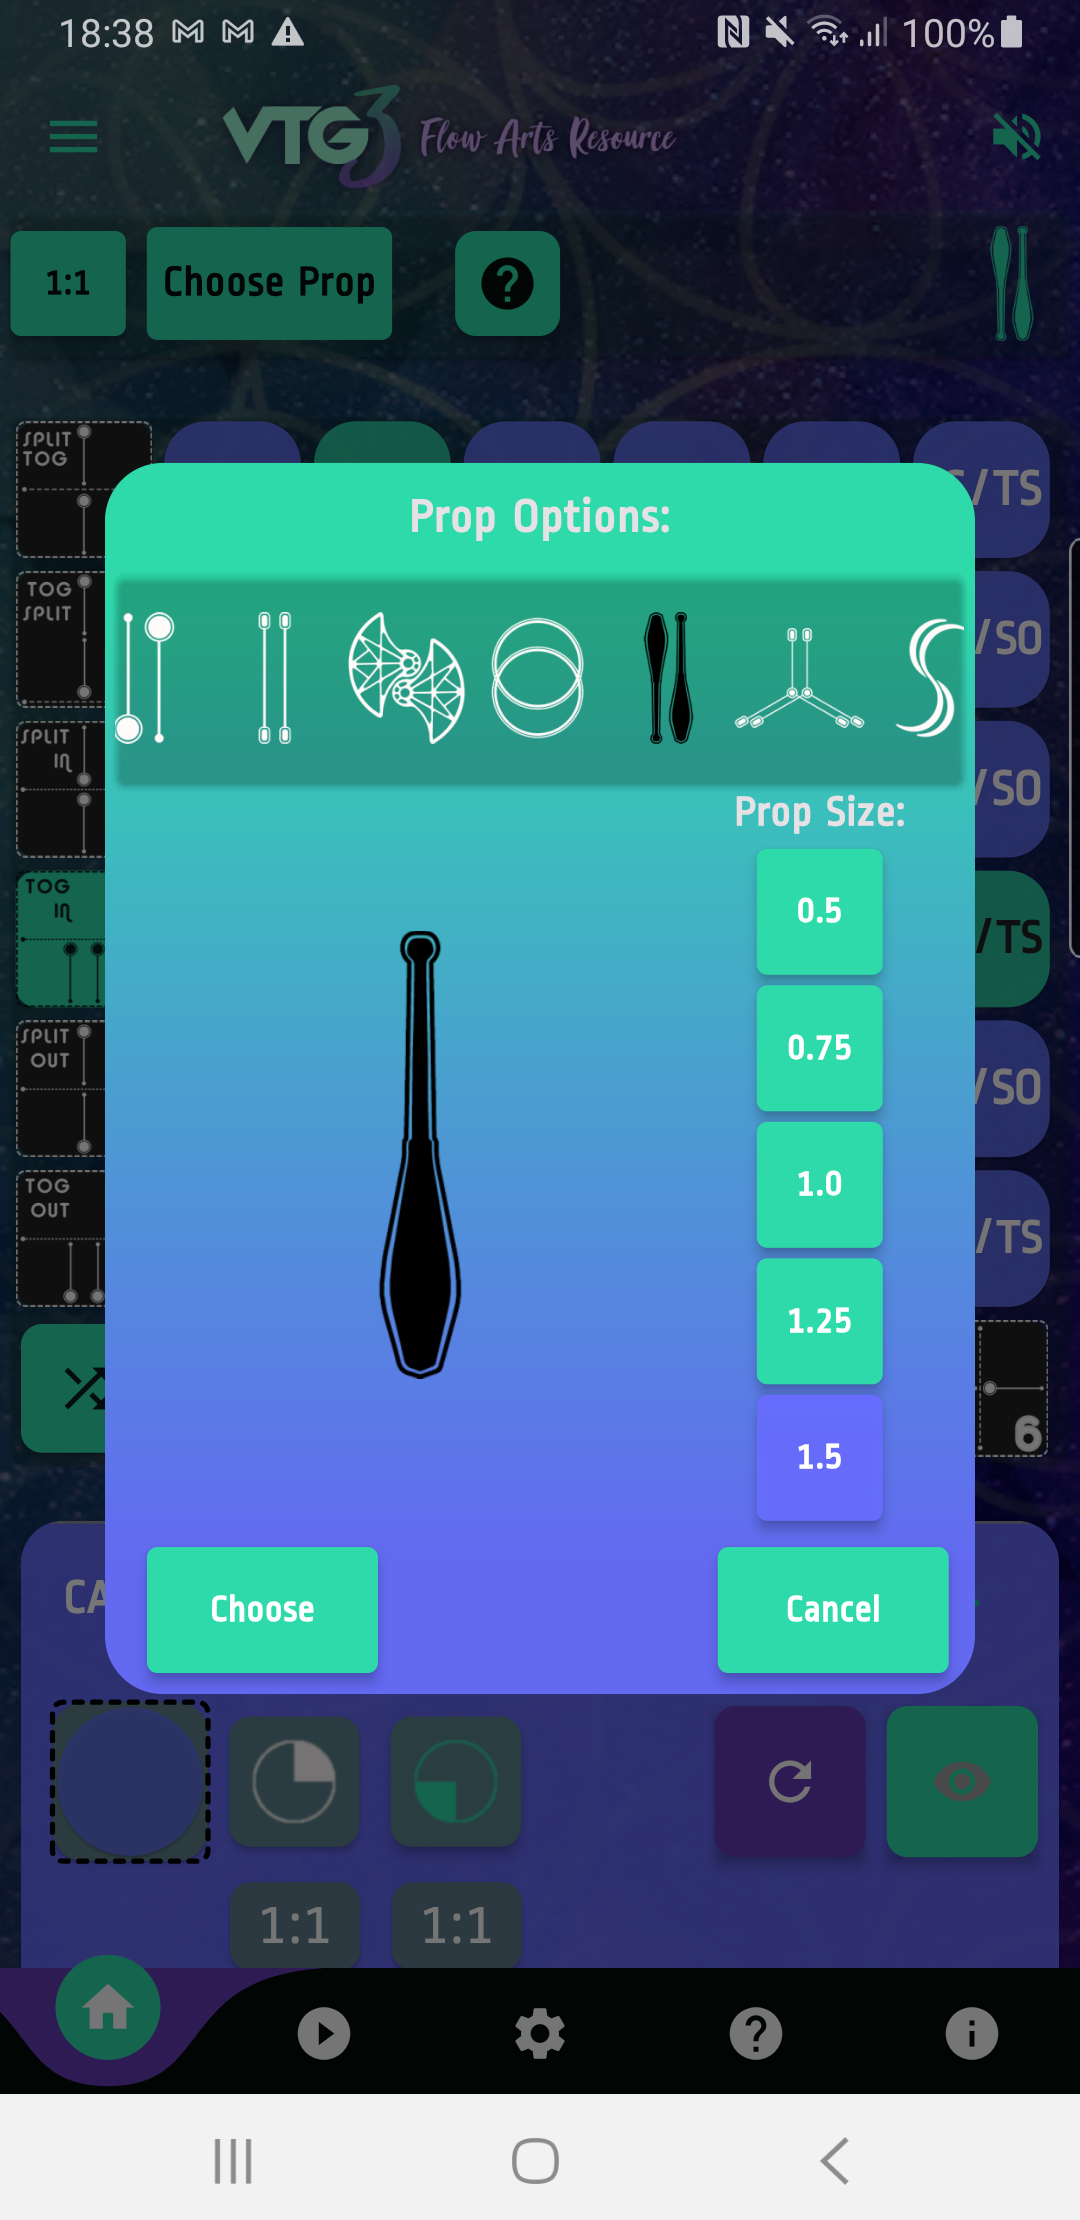 18:38
100%
VTG3 Flow Arts Resource
1:1
Choose Prop
SPLIT
TOG
/TS
Prop Options:
TOG
SPLIT
/SO
SPLIT
IN
/SO
Prop Size:
0.5
TOG
IN
/TS
0.75
SPLIT
OUT
/SO
1.0
TOG
OUT
/TS
1.25
6
1.5
CA
Choose
Cancel
1:1
1:1